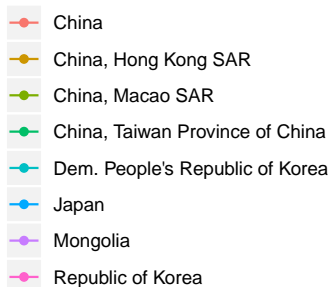 China
China, Hong Kong SAR
China, Macao SAR
China, Taiwan Province of China
Dem. People's Republic of Korea
Japan
Mongolia
Republic of Korea